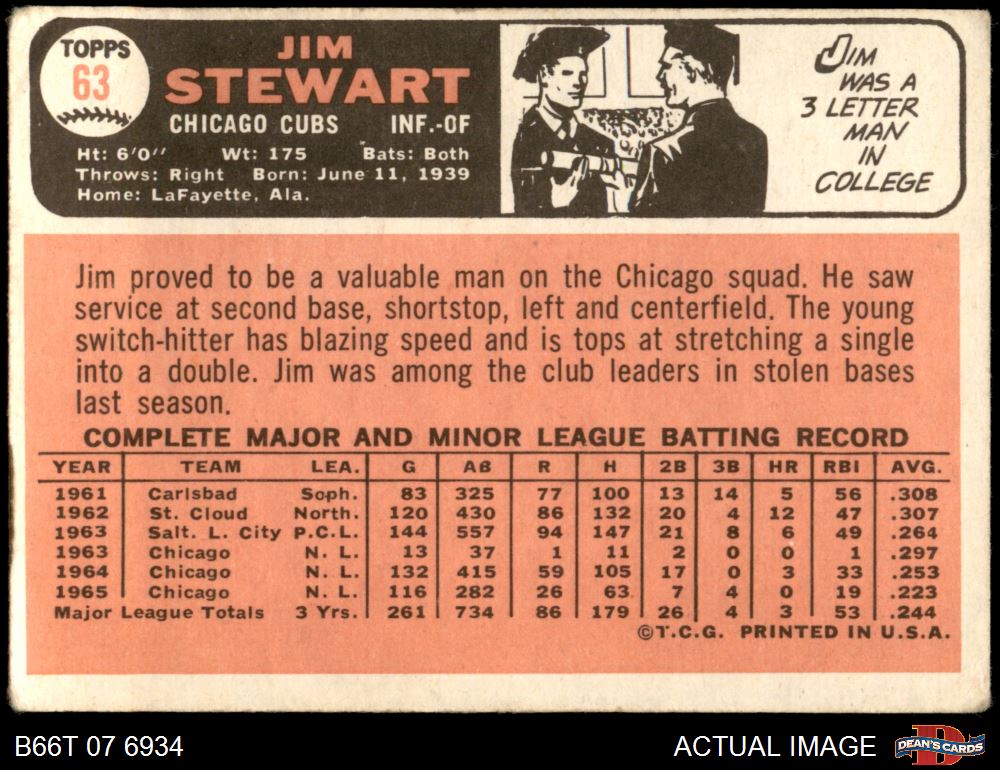 TOPPS
63
JIM
STEWART
CHICAGO CUBS INF.-OF
Ht: 6'0" Wt: 175 Bats: Both
Throws: Right Born: June 11, 1939
Home: LaFayette, Ala.
JIM
WAS A
3 LETTER
MAN
IN
COLLEGE
Jim proved to be a valuable man on the Chicago squad. He saw
service at second base, shortstop, left and centerfield. The young
switch-hitter has blazing speed and is tops at stretching a single
into a double. Jim was among the club leaders in stolen bases
last season.
COMPLETE MAJOR AND MINOR LEAGUE BATTING RECORD
YEAR TEAM LEA. G AB R H 2B 3B HR RBI AVG.
1961 Carlsbad Soph. 83 325 77 100 13 14 5 56 .308
1962 St. Cloud North. 120 430 86 132 20 4 12 47 .307
1963 Salt. L. City P.C.L. 144 557 94 147 21 8 6 49 .264
1963 Chicago N. L. 13 37 1 11 2 0 0 1 .297
1964 Chicago N. L. 132 415 59 105 17 0 3 33 .253
1965 Chicago N. L. 116 282 26 63 7 4 0 19 .223
Major League Totals 3 Yrs. 261 734 86 179 26 4 3 53 .244
©T.C.G. PRINTED IN U.S.A.
B66T 07 6934 ACTUAL IMAGE
D
DEAN'S CARDS